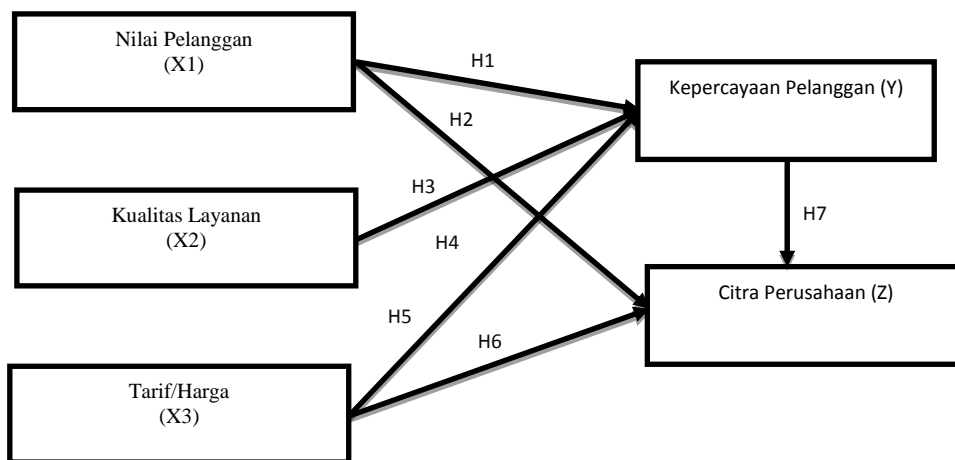 Nilai Pelanggan
(X1)
H1
Kepercayaan Pelanggan (Y)
H2
H3
Kualitas Layanan
(X2)
H4
H7
Citra Perusahaan (Z)
H5
H6
Tarif/Harga
(X3)